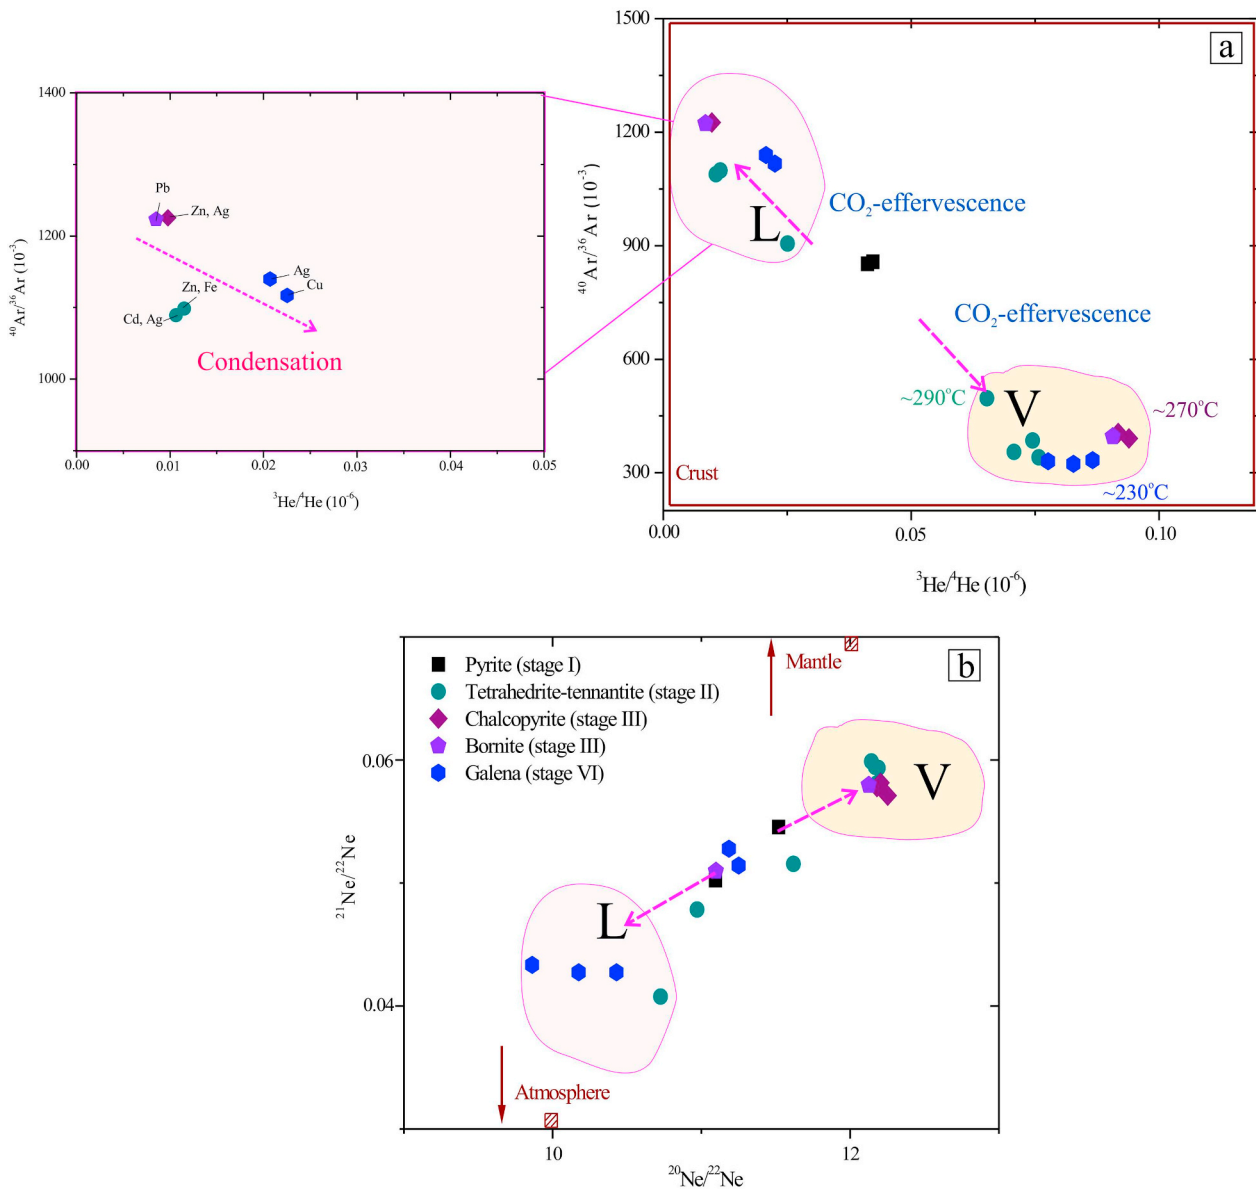 1400
1200
1000
⁴⁰Ar/³⁶Ar (10⁻³)
Pb
Zn, Ag
Ag
Cu
Zn, Fe
Cd, Ag
Condensation
0.00
0.01
0.02
0.03
0.04
0.05
³He/⁴He (10⁻⁶)
a
1500
1200
900
600
300
⁴⁰Ar/³⁶Ar (10⁻³)
L
CO₂-effervescence
CO₂-effervescence
~290°C
V
~270°C
~230°C
Crust
0.00
0.05
0.10
³He/⁴He (10⁻⁶)
b
Pyrite (stage I)
Tetrahedrite-tennantite (stage II)
Chalcopyrite (stage III)
Bornite (stage III)
Galena (stage VI)
Mantle
V
L
Atmosphere
0.06
0.04
²¹Ne/²²Ne
10
12
²⁰Ne/²²Ne